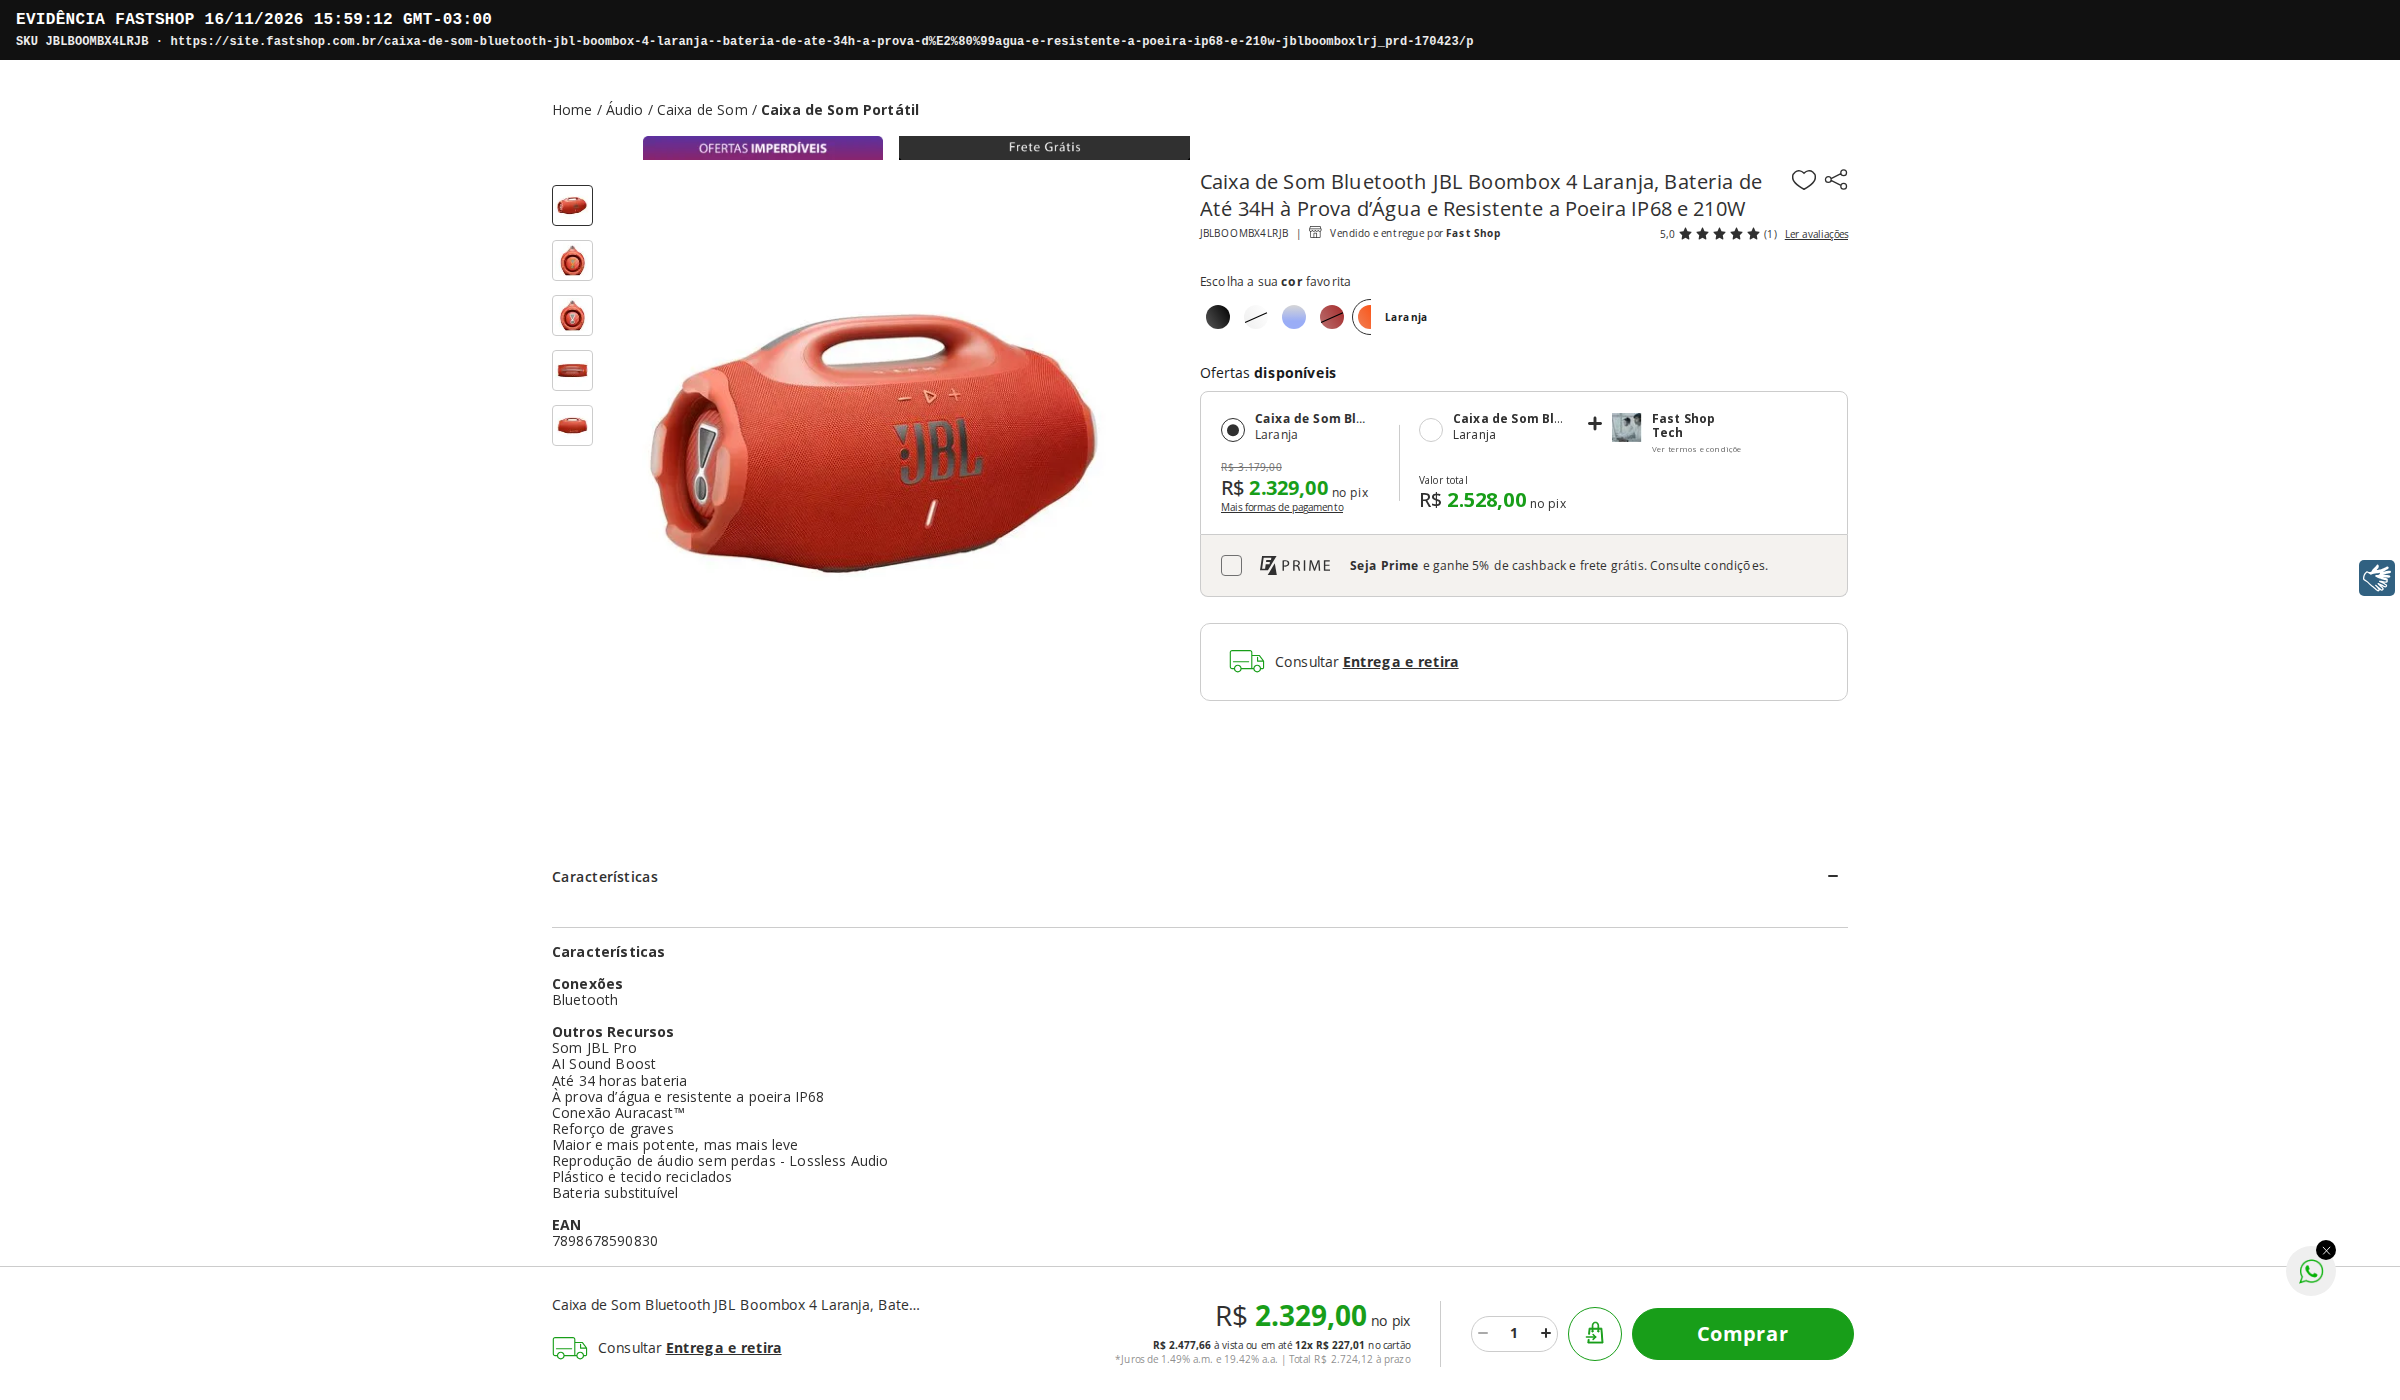 EVIDÊNCIA FASTSHOP 16/11/2026 15:59:12 GMT-03:00
SKU JBLBOOMBX4LRJB · https://site.fastshop.com.br/caixa-de-som-bluetooth-jbl-boombox-4-laranja--bateria-de-ate-34h-a-prova-d%E2%80%99agua-e-resistente-a-poeira-ip68-e-210w-jblboomboxlrj_prd-170423/p
Home / Áudio / Caixa de Som / Caixa de Som Portátil
OFERTAS IMPERDÍVEIS
Frete Grátis
Caixa de Som Bluetooth JBL Boombox 4 Laranja, Bateria de
Até 34H à Prova d’Água e Resistente a Poeira IP68 e 210W
JBLBOOMBX4LRJB | Vendido e entregue por Fast Shop
5,0 (1) Ler avaliações
Escolha a sua cor favorita
Laranja
Ofertas disponíveis
Caixa de Som Bl...
Laranja
R$ 3.179,00
R$ 2.329,00 no pix
Mais formas de pagamento
Caixa de Som Bl...
Laranja
+
Fast Shop
Tech
Ver termos e condiçõe
Valor total
R$ 2.528,00 no pix
PRIME
Seja Prime e ganhe 5% de cashback e frete grátis. Consulte condições.
Consultar Entrega e retira
JBL
Características
Características
Conexões
Bluetooth
Outros Recursos
Som JBL Pro
AI Sound Boost
Até 34 horas bateria
À prova d’água e resistente a poeira IP68
Conexão Auracast™
Reforço de graves
Maior e mais potente, mas mais leve
Reprodução de áudio sem perdas - Lossless Audio
Plástico e tecido reciclados
Bateria substituível
EAN
7898678590830
Caixa de Som Bluetooth JBL Boombox 4 Laranja, Bate...
Consultar Entrega e retira
R$ 2.329,00 no pix
R$ 2.477,66 à vista ou em até 12x R$ 227,01 no cartão
*Juros de 1.49% a.m. e 19.42% a.a. | Total R$ 2.724,12 à prazo
1
Comprar